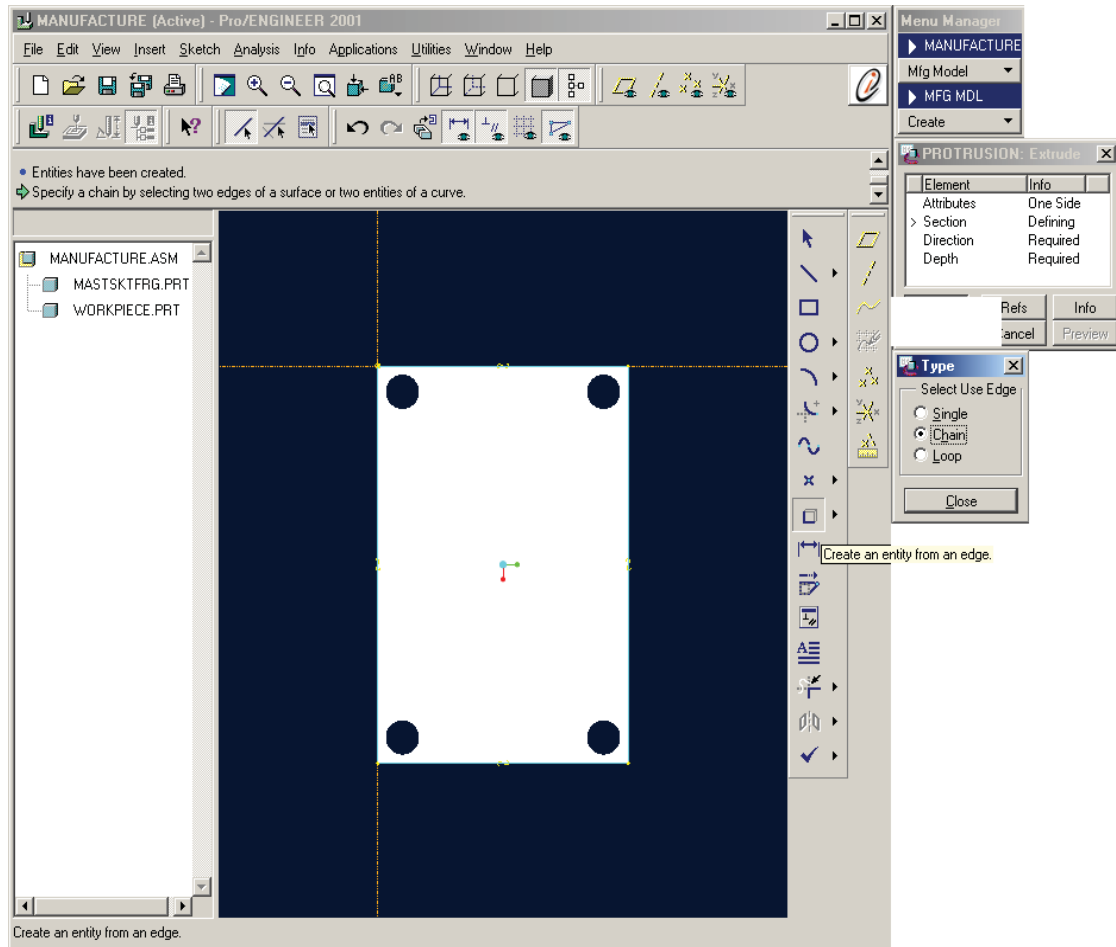 MANUFACTURE (Active) - Pro/ENGINEER 2001
File Edit View Insert Sketch Analysis Info Applications Utilities Window Help
Entities have been created.
Specify a chain by selecting two edges of a surface or two entities of a curve.
MANUFACTURE.ASM
MASTSKTFRG.PRT
WORKPIECE.PRT
Create an entity from an edge.
Menu Manager
MANUFACTURE
Mfg Model
MFG MDL
Create
PROTRUSION: Extrude
Element Info
Attributes One Side
> Section Defining
Direction Required
Depth Required
Refs Info
ancel Preview
Type
Select Use Edge
Single
Chain
Loop
Close
Create an entity from an edge.